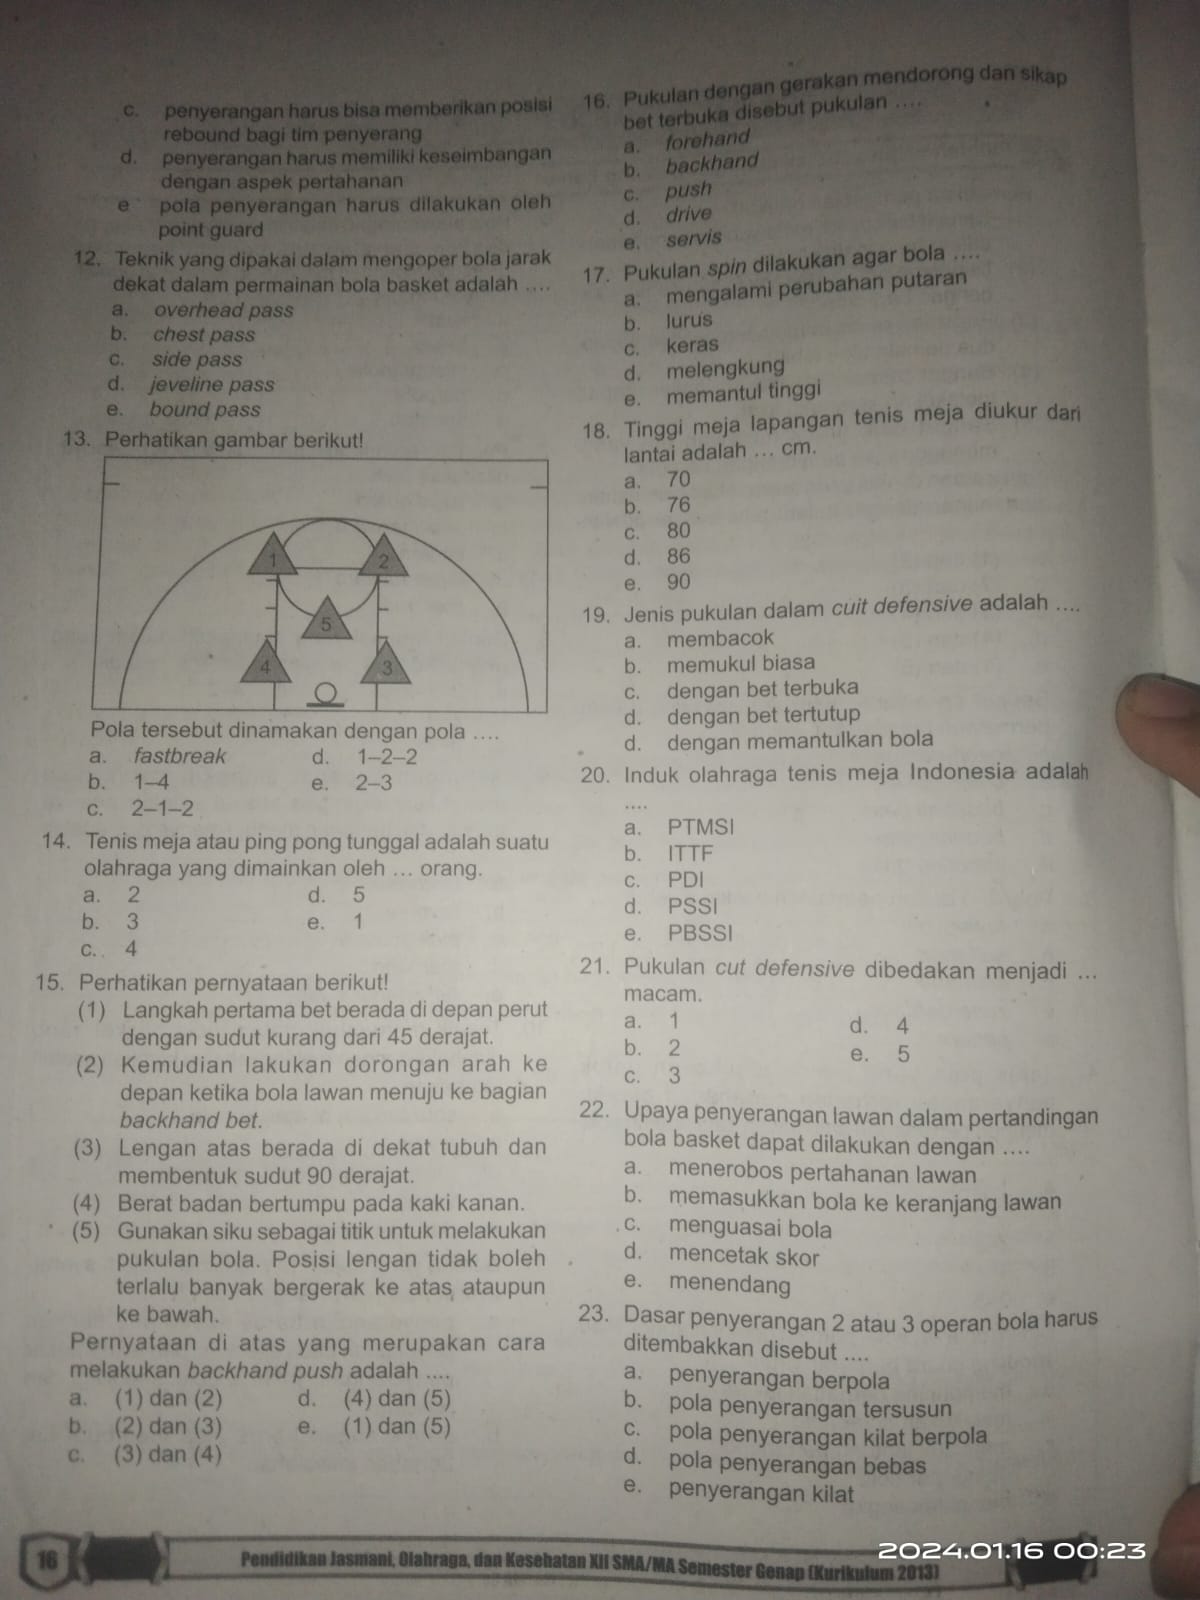 c. penyerangan harus bisa memberikan posisi
rebound bagi tim penyerang
d. penyerangan harus memiliki keseimbangan
dengan aspek pertahanan
e pola penyerangan harus dilakukan oleh
point guard
12. Teknik yang dipakai dalam mengoper bola jarak
dekat dalam permainan bola basket adalah ....
a. overhead pass
b. chest pass
c. side pass
d. jeveline pass
e. bound pass
13. Perhatikan gambar berikut!
1
2
5
4
3
Pola tersebut dinamakan dengan pola ....
a. fastbreak d. 1–2–2
b. 1–4 e. 2–3
c. 2–1–2
14. Tenis meja atau ping pong tunggal adalah suatu
olahraga yang dimainkan oleh ... orang.
a. 2 d. 5
b. 3 e. 1
c. 4
15. Perhatikan pernyataan berikut!
(1) Langkah pertama bet berada di depan perut
dengan sudut kurang dari 45 derajat.
(2) Kemudian lakukan dorongan arah ke
depan ketika bola lawan menuju ke bagian
backhand bet.
(3) Lengan atas berada di dekat tubuh dan
membentuk sudut 90 derajat.
(4) Berat badan bertumpu pada kaki kanan.
(5) Gunakan siku sebagai titik untuk melakukan
pukulan bola. Posisi lengan tidak boleh
terlalu banyak bergerak ke atas ataupun
ke bawah.
Pernyataan di atas yang merupakan cara
melakukan backhand push adalah ....
a. (1) dan (2) d. (4) dan (5)
b. (2) dan (3) e. (1) dan (5)
c. (3) dan (4)
16. Pukulan dengan gerakan mendorong dan sikap
bet terbuka disebut pukulan ....
a. forehand
b. backhand
c. push
d. drive
e. servis
17. Pukulan spin dilakukan agar bola ....
a. mengalami perubahan putaran
b. lurus
c. keras
d. melengkung
e. memantul tinggi
18. Tinggi meja lapangan tenis meja diukur dari
lantai adalah ... cm.
a. 70
b. 76
c. 80
d. 86
e. 90
19. Jenis pukulan dalam cuit defensive adalah ....
a. membacok
b. memukul biasa
c. dengan bet terbuka
d. dengan bet tertutup
d. dengan memantulkan bola
20. Induk olahraga tenis meja Indonesia adalah
....
a. PTMSI
b. ITTF
c. PDI
d. PSSI
e. PBSSI
21. Pukulan cut defensive dibedakan menjadi ...
macam.
a. 1 d. 4
b. 2 e. 5
c. 3
22. Upaya penyerangan lawan dalam pertandingan
bola basket dapat dilakukan dengan ....
a. menerobos pertahanan lawan
b. memasukkan bola ke keranjang lawan
c. menguasai bola
d. mencetak skor
e. menendang
23. Dasar penyerangan 2 atau 3 operan bola harus
ditembakkan disebut ....
a. penyerangan berpola
b. pola penyerangan tersusun
c. pola penyerangan kilat berpola
d. pola penyerangan bebas
e. penyerangan kilat
16
Pendidikan Jasmani, Olahraga, dan Kesehatan XII SMA/MA Semester Genap (Kurikulum 2013)
2024.01.16 00:23